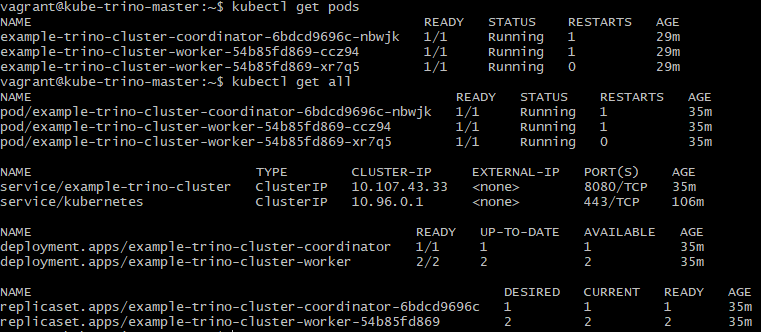 vagrant@kube-trino-master:~$ kubectl get pods
NAME READY STATUS RESTARTS AGE
example-trino-cluster-coordinator-6bdcd9696c-nbwjk 1/1 Running 1 29m
example-trino-cluster-worker-54b85fd869-ccz94 1/1 Running 1 29m
example-trino-cluster-worker-54b85fd869-xr7q5 1/1 Running 0 29m
vagrant@kube-trino-master:~$ kubectl get all
NAME READY STATUS RESTARTS AGE
pod/example-trino-cluster-coordinator-6bdcd9696c-nbwjk 1/1 Running 1 35m
pod/example-trino-cluster-worker-54b85fd869-ccz94 1/1 Running 1 35m
pod/example-trino-cluster-worker-54b85fd869-xr7q5 1/1 Running 0 35m
NAME TYPE CLUSTER-IP EXTERNAL-IP PORT(S) AGE
service/example-trino-cluster ClusterIP 10.107.43.33 <none> 8080/TCP 35m
service/kubernetes ClusterIP 10.96.0.1 <none> 443/TCP 106m
NAME READY UP-TO-DATE AVAILABLE AGE
deployment.apps/example-trino-cluster-coordinator 1/1 1 1 35m
deployment.apps/example-trino-cluster-worker 2/2 2 2 35m
NAME DESIRED CURRENT READY AGE
replicaset.apps/example-trino-cluster-coordinator-6bdcd9696c 1 1 1 35m
replicaset.apps/example-trino-cluster-worker-54b85fd869 2 2 2 35m